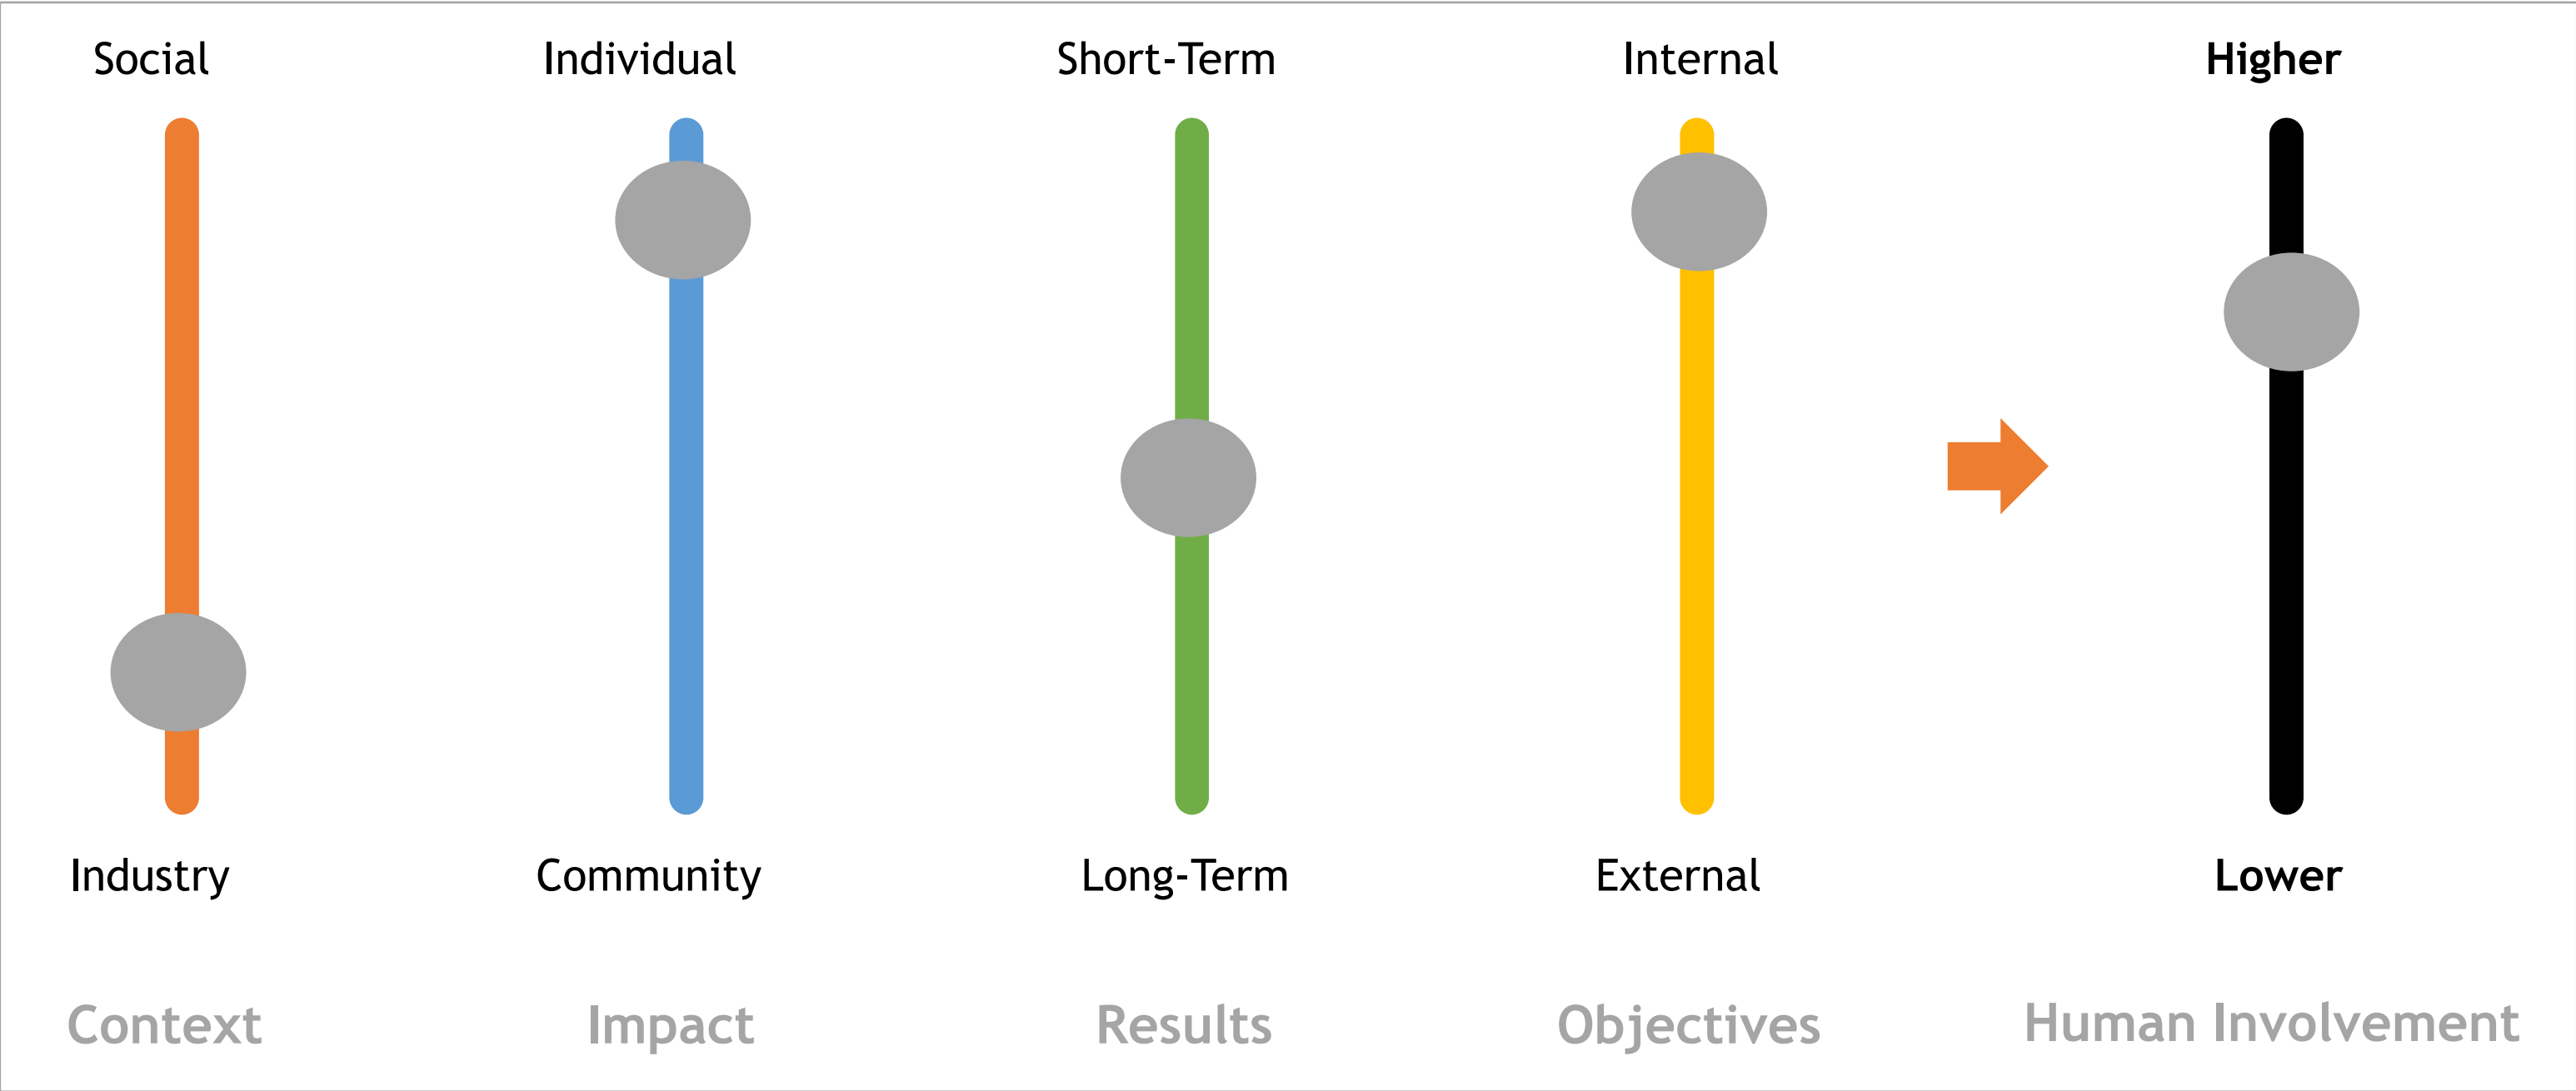 Social
Individual
Short-Term
Internal
Higher
Industry
Community
Long-Term
External
Lower
Context
Impact
Results
Objectives
Human Involvement